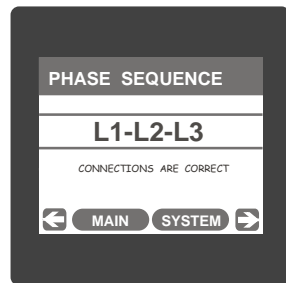 PHASE SEQUENCE
L1-L2-L3
CONNECTIONS ARE CORRECT
MAIN SYSTEM